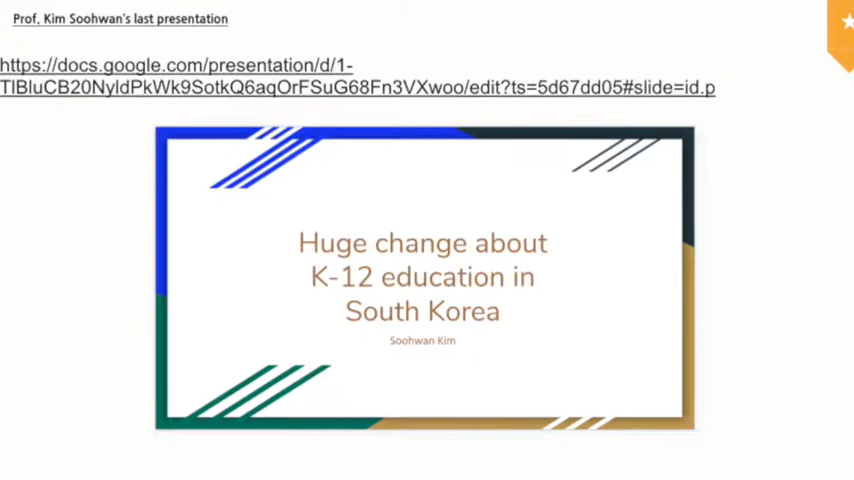 Prof. Kim Soohwan's last presentation
https://docs.google.com/presentation/d/1-
TlBluCB20NyldPkWk9SotkQ6aqOrFSuG68Fn3VXwoo/edit?ts=5d67dd05#slide=id.p
Huge change about
K-12 education in
South Korea
Soohwan Kim